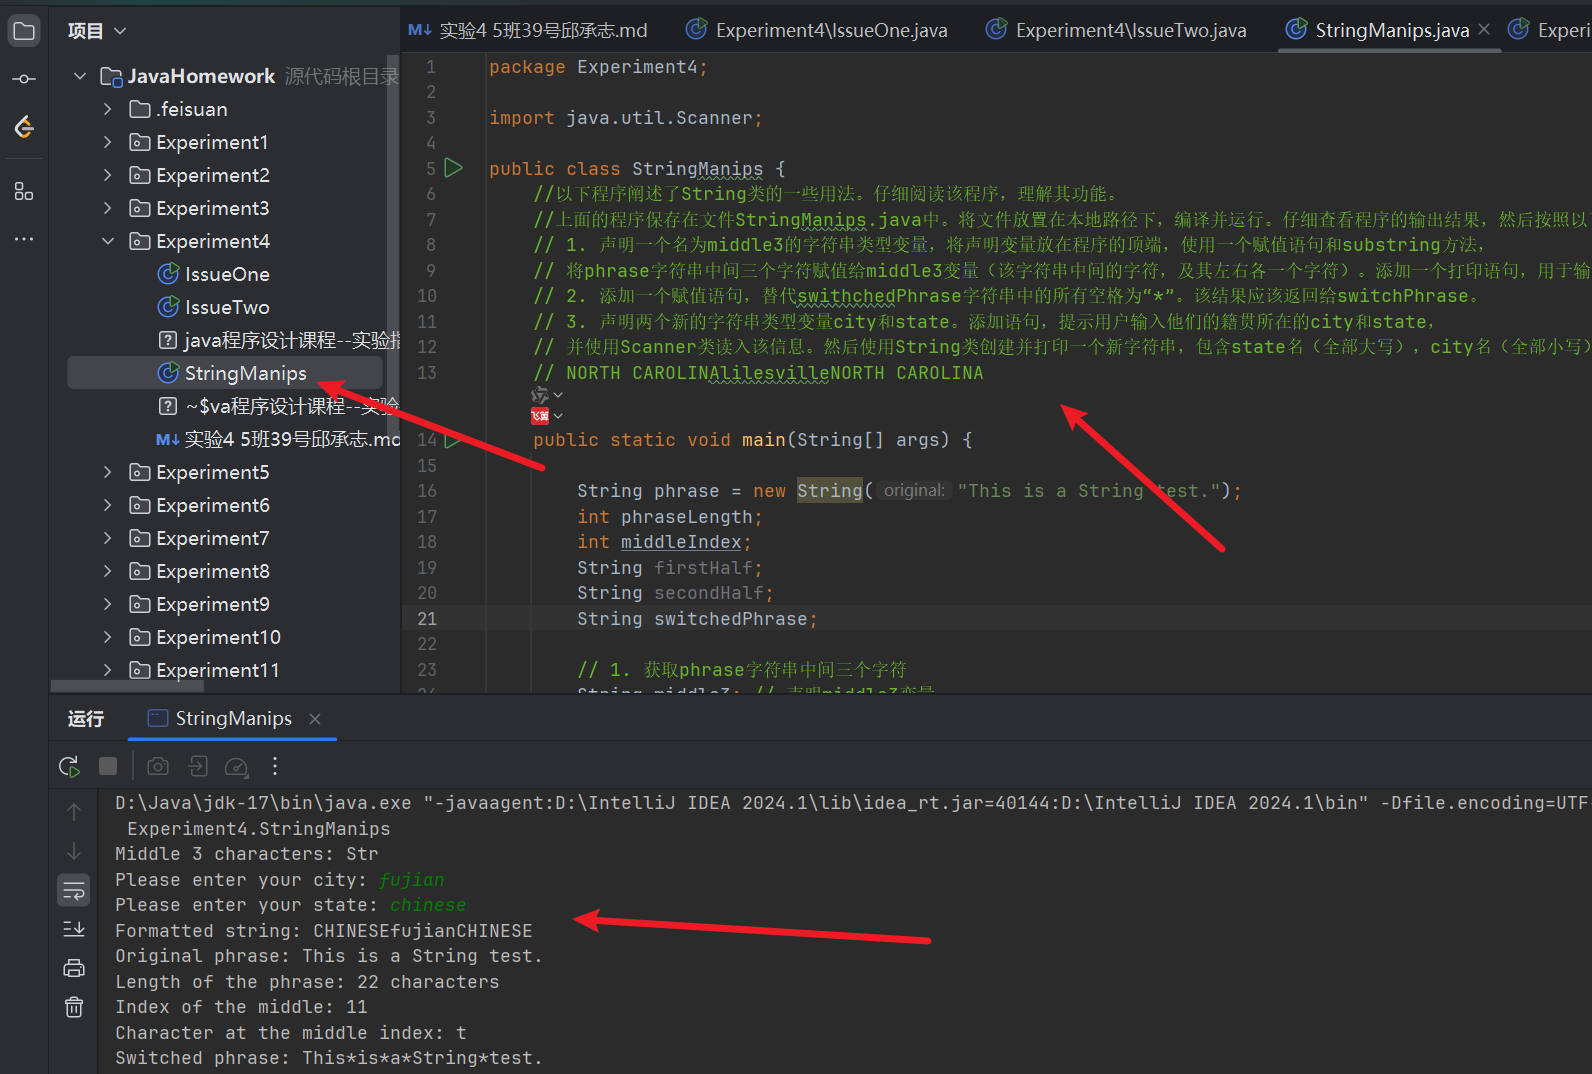 项目
JavaHomework 源代码根目录
.feisuan
Experiment1
Experiment2
Experiment3
Experiment4
IssueOne
IssueTwo
java程序设计课程--实验指
StringManips
~$va程序设计课程--实验
实验4 5班39号邱承志.md
Experiment5
Experiment6
Experiment7
Experiment8
Experiment9
Experiment10
Experiment11
M↓ 实验4 5班39号邱承志.md Experiment4\IssueOne.java Experiment4\IssueTwo.java StringManips.java Experi
1 package Experiment4;
2
3 import java.util.Scanner;
4
5 public class StringManips {
6 //以下程序阐述了String类的一些用法。仔细阅读该程序，理解其功能。
7 //上面的程序保存在文件StringManips.java中。将文件放置在本地路径下，编译并运行。仔细查看程序的输出结果，然后按照以
8 // 1. 声明一个名为middle3的字符串类型变量，将声明变量放在程序的顶端，使用一个赋值语句和substring方法，
9 // 将phrase字符串中间三个字符赋值给middle3变量（该字符串中间的字符，及其左右各一个字符）。添加一个打印语句，用于输
10 // 2. 添加一个赋值语句，替代swithchedPhrase字符串中的所有空格为“*”。该结果应该返回给switchPhrase。
11 // 3. 声明两个新的字符串类型变量city和state。添加语句，提示用户输入他们的籍贯所在的city和state，
12 // 并使用Scanner类读入该信息。然后使用String类创建并打印一个新字符串，包含state名（全部大写），city名（全部小写）
13 // NORTH CAROLINAlilesvilleNORTH CAROLINA
飞算
14 public static void main(String[] args) {
15
16 String phrase = new String( original: "This is a String test.");
17 int phraseLength;
18 int middleIndex;
19 String firstHalf;
20 String secondHalf;
21 String switchedPhrase;
22
23 // 1. 获取phrase字符串中间三个字符
24 String middle3; // 声明middle3变量
运行 StringManips
D:\Java\jdk-17\bin\java.exe "-javaagent:D:\IntelliJ IDEA 2024.1\lib\idea_rt.jar=40144:D:\IntelliJ IDEA 2024.1\bin" -Dfile.encoding=UTF-
Experiment4.StringManips
Middle 3 characters: Str
Please enter your city: fujian
Please enter your state: chinese
Formatted string: CHINESEfujianCHINESE
Original phrase: This is a String test.
Length of the phrase: 22 characters
Index of the middle: 11
Character at the middle index: t
Switched phrase: This*is*a*String*test.